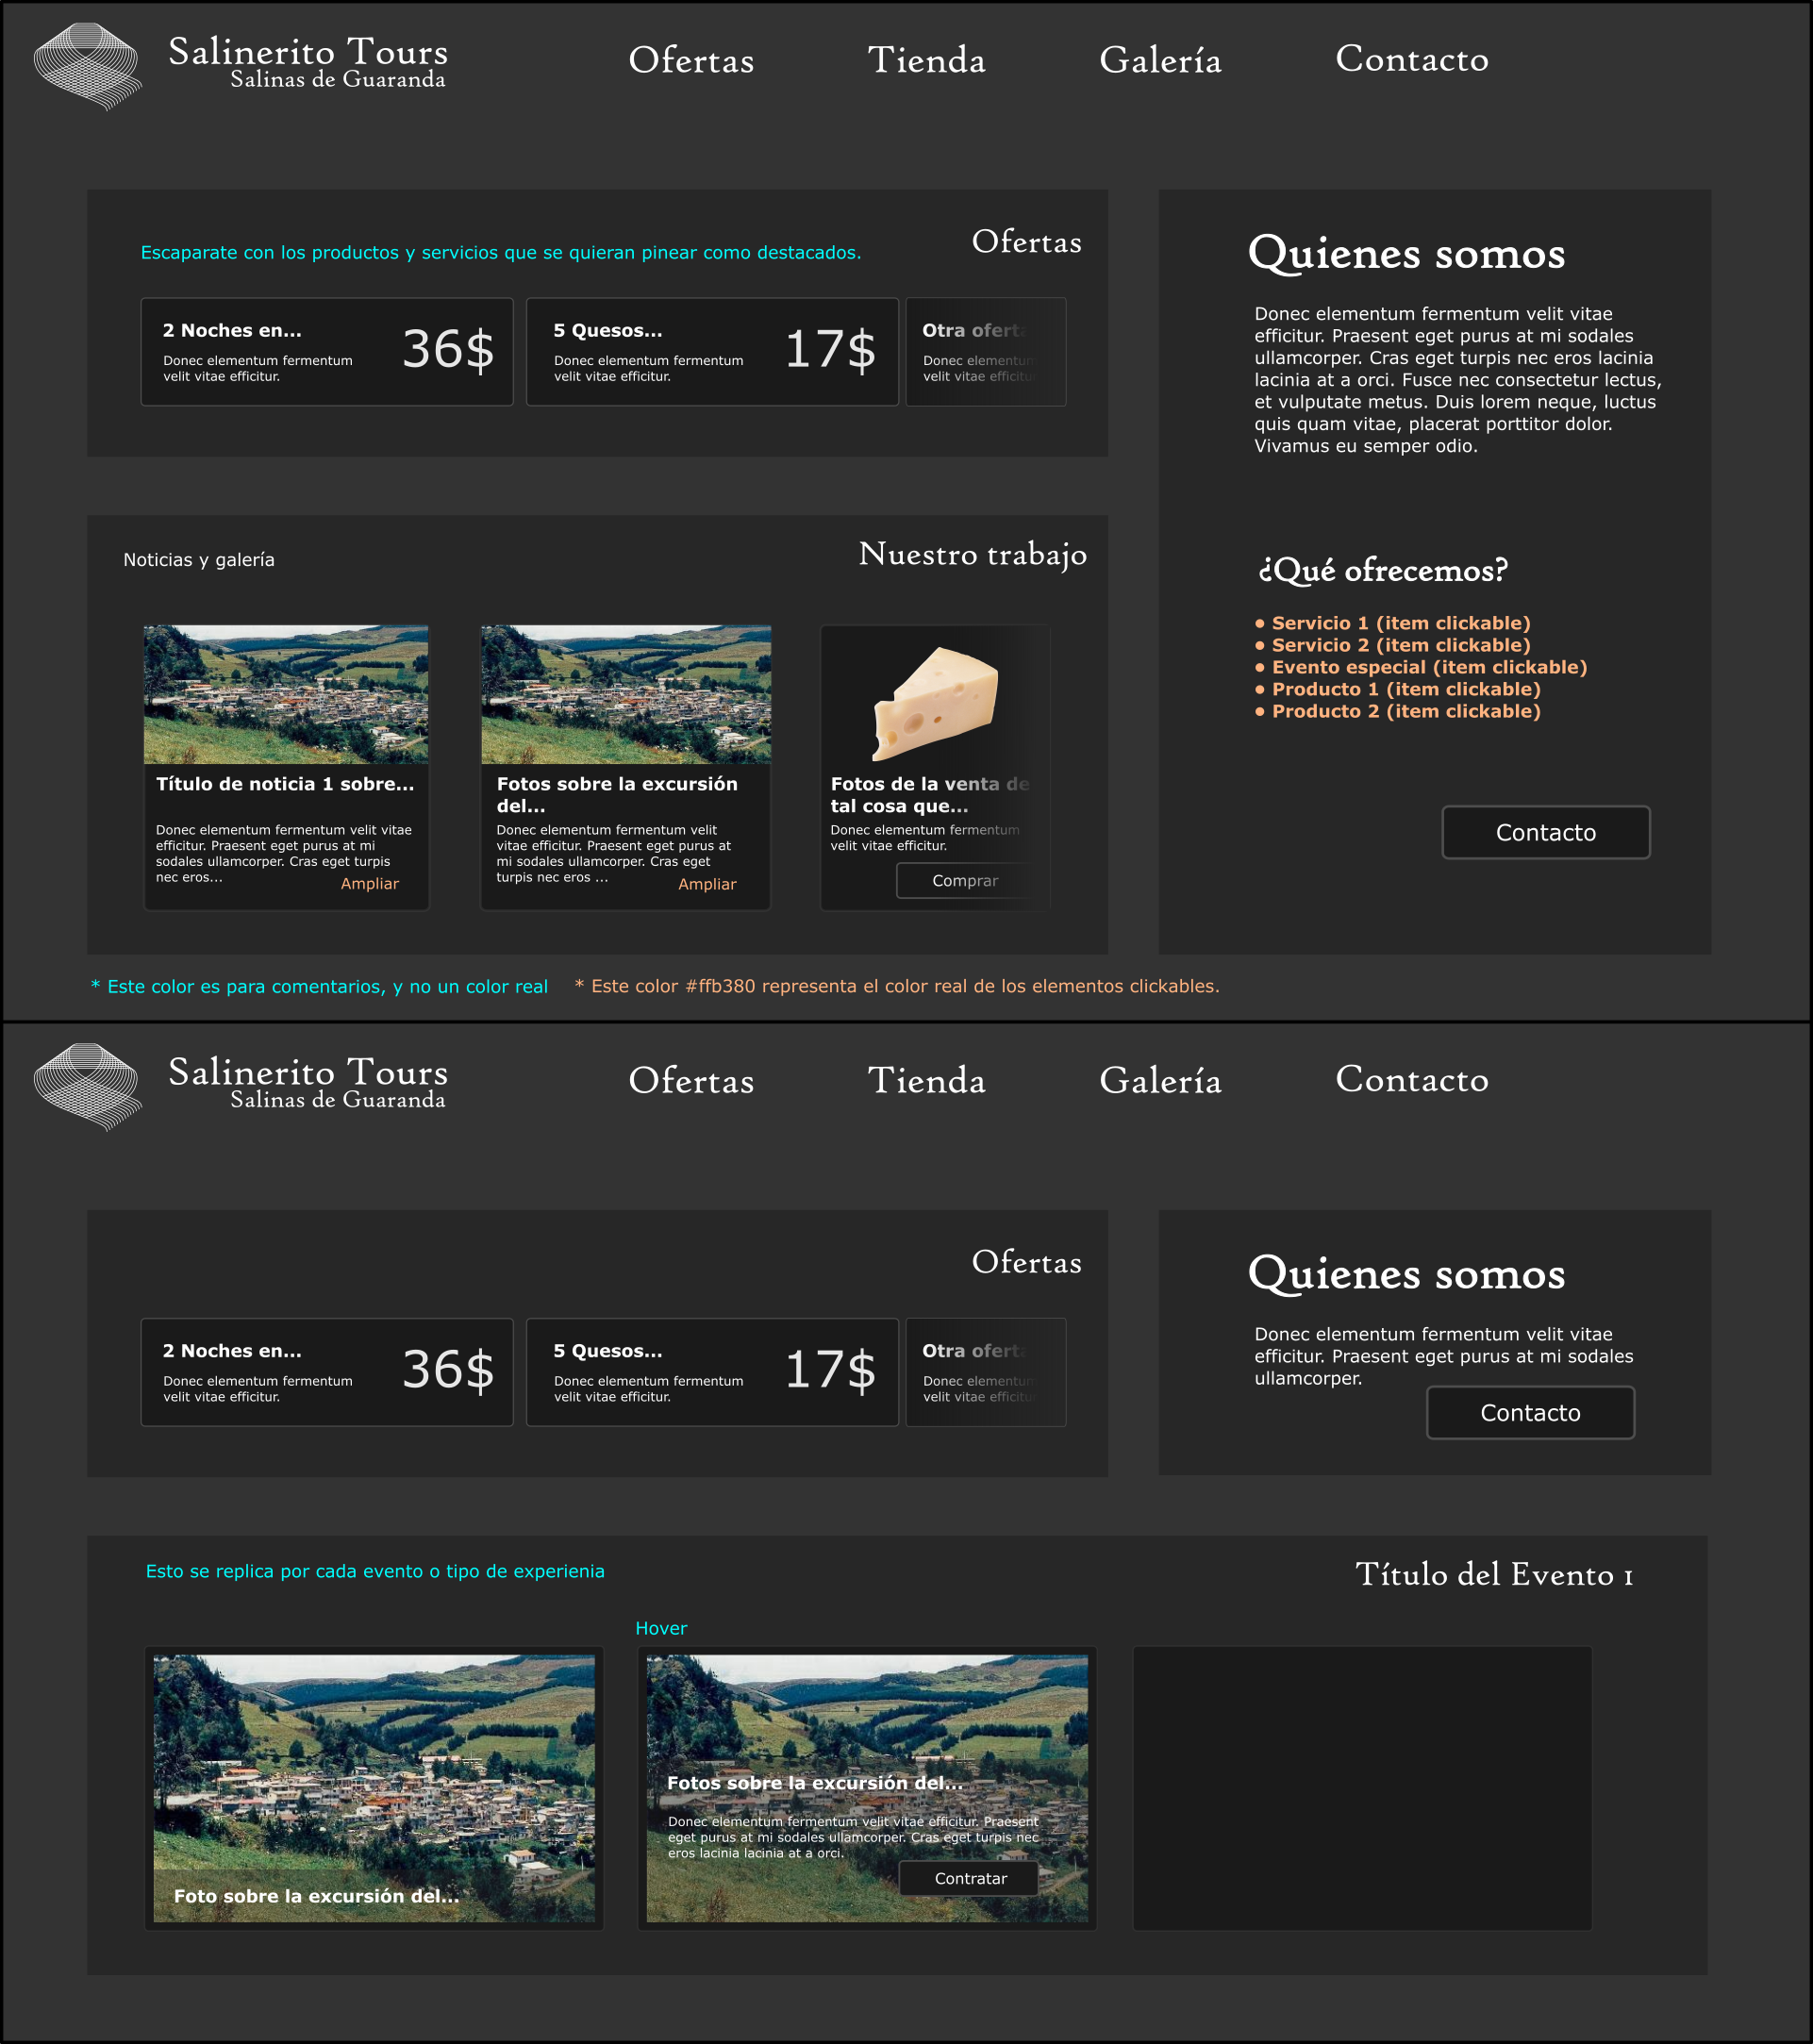 Salinerito Tours
Salinas de Guaranda
Ofertas
Tienda
Galería
Contacto
Ofertas
Escaparate con los productos y servicios que se quieran pinear como destacados.
2 Noches en...
Donec elementum fermentum
velit vitae efficitur.
36$
5 Quesos...
Donec elementum fermentum
velit vitae efficitur.
17$
Otra oferta
Donec elementum
velit vitae efficitur
Nuestro trabajo
Noticias y galería
Título de noticia 1 sobre...
Donec elementum fermentum velit vitae
efficitur. Praesent eget purus at mi
sodales ullamcorper. Cras eget turpis
nec eros...
Ampliar
Fotos sobre la excursión
del...
Donec elementum fermentum velit
vitae efficitur. Praesent eget purus at
mi sodales ullamcorper. Cras eget
turpis nec eros ...
Ampliar
Fotos de la venta de
tal cosa que...
Donec elementum fermentum
velit vitae efficitur.
Comprar
Quienes somos
Donec elementum fermentum velit vitae
efficitur. Praesent eget purus at mi sodales
ullamcorper. Cras eget turpis nec eros lacinia
lacinia at a orci. Fusce nec consectetur lectus,
et vulputate metus. Duis lorem neque, luctus
quis quam vitae, placerat porttitor dolor.
Vivamus eu semper odio.
¿Qué ofrecemos?
• Servicio 1 (item clickable)
• Servicio 2 (item clickable)
• Evento especial (item clickable)
• Producto 1 (item clickable)
• Producto 2 (item clickable)
Contacto
* Este color es para comentarios, y no un color real
* Este color #ffb380 representa el color real de los elementos clickables.
Salinerito Tours
Salinas de Guaranda
Ofertas
Tienda
Galería
Contacto
Ofertas
2 Noches en...
Donec elementum fermentum
velit vitae efficitur.
36$
5 Quesos...
Donec elementum fermentum
velit vitae efficitur.
17$
Otra oferta
Donec elementum
velit vitae efficitur
Quienes somos
Donec elementum fermentum velit vitae
efficitur. Praesent eget purus at mi sodales
ullamcorper.
Contacto
Esto se replica por cada evento o tipo de experienia
Título del Evento 1
Hover
Foto sobre la excursión del...
Fotos sobre la excursión del...
Donec elementum fermentum velit vitae efficitur. Praesent
eget purus at mi sodales ullamcorper. Cras eget turpis nec
eros lacinia lacinia at a orci.
Contratar